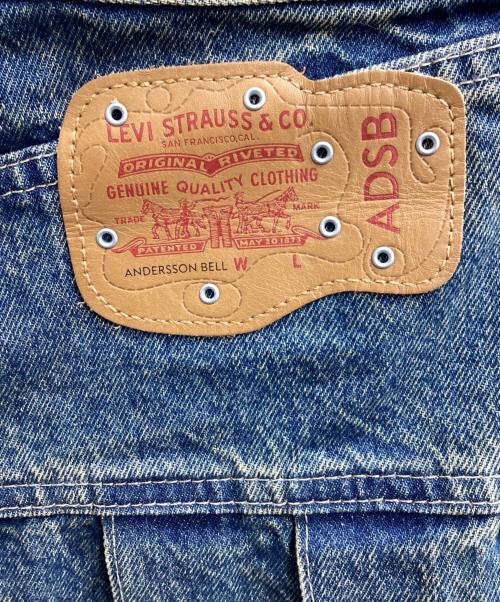 LEVI STRAUSS & CO.
SAN FRANCISCO, CAL.
ORIGINAL RIVETED
GENUINE QUALITY CLOTHING
TRADE MARK
PATENTED MAY 20 1873
ANDERSSON BELL W L
ADSB